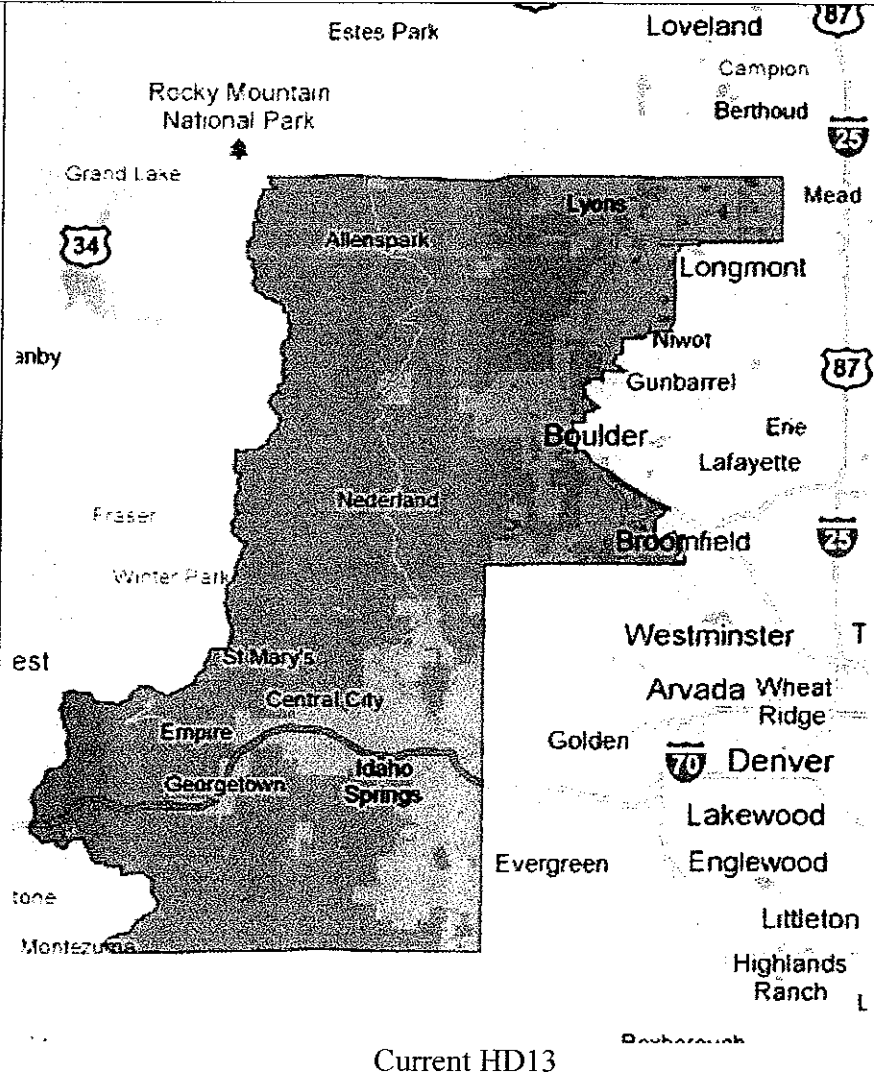 87
Estes Park
Loveland
Campion
Rocky Mountain
National Park
Berthoud
25
Grand Lake
Mead
Lyons
34
Allenspark
Longmont
anby
Niwot
87
Gunbarrel
Boulder
Erie
Lafayette
Nederland
Fraser
Broomfield
25
Winter Park
Westminster
T
est
St Mary's
Central City
Arvada
Wheat
Ridge
Empire
Golden
70
Denver
Georgetown
Idaho
Springs
Lakewood
Evergreen
Englewood
tone
Littleton
Montezuma
Highlands
Ranch
L
Roxborough
Current HD13